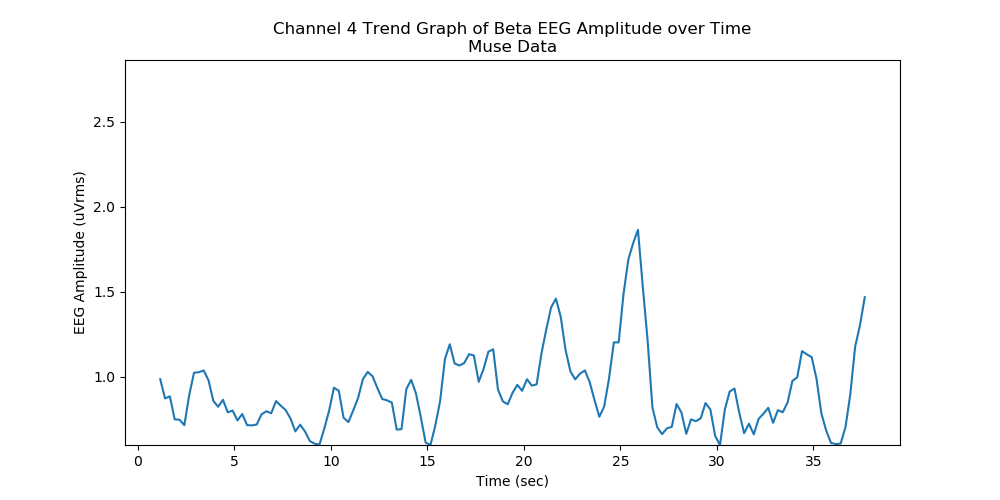 Channel 4 Trend Graph of Beta EEG Amplitude over Time
Muse Data
EEG Amplitude (uVrms)
2.5
2.0
1.5
1.0
0 5 10 15 20 25 30 35
Time (sec)